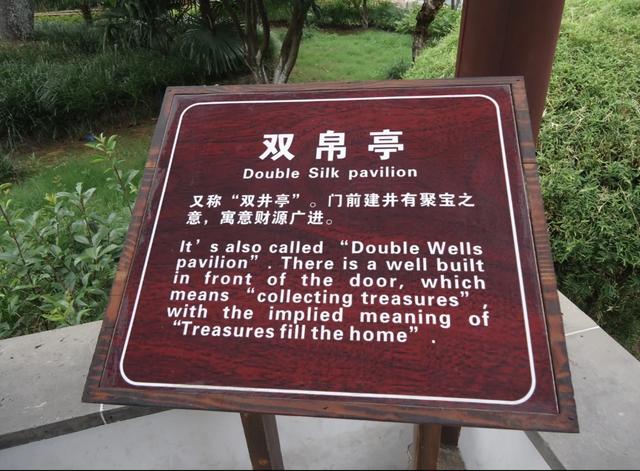 双帛亭
Double Silk pavilion
又称“双井亭”。门前建井有聚宝之
意，寓意财源广进。
It's also called “Double Wells
pavilion”. There is a well built
in front of the door, which
means “collecting treasures”,
with the implied meaning of
“Treasures fill the home”.